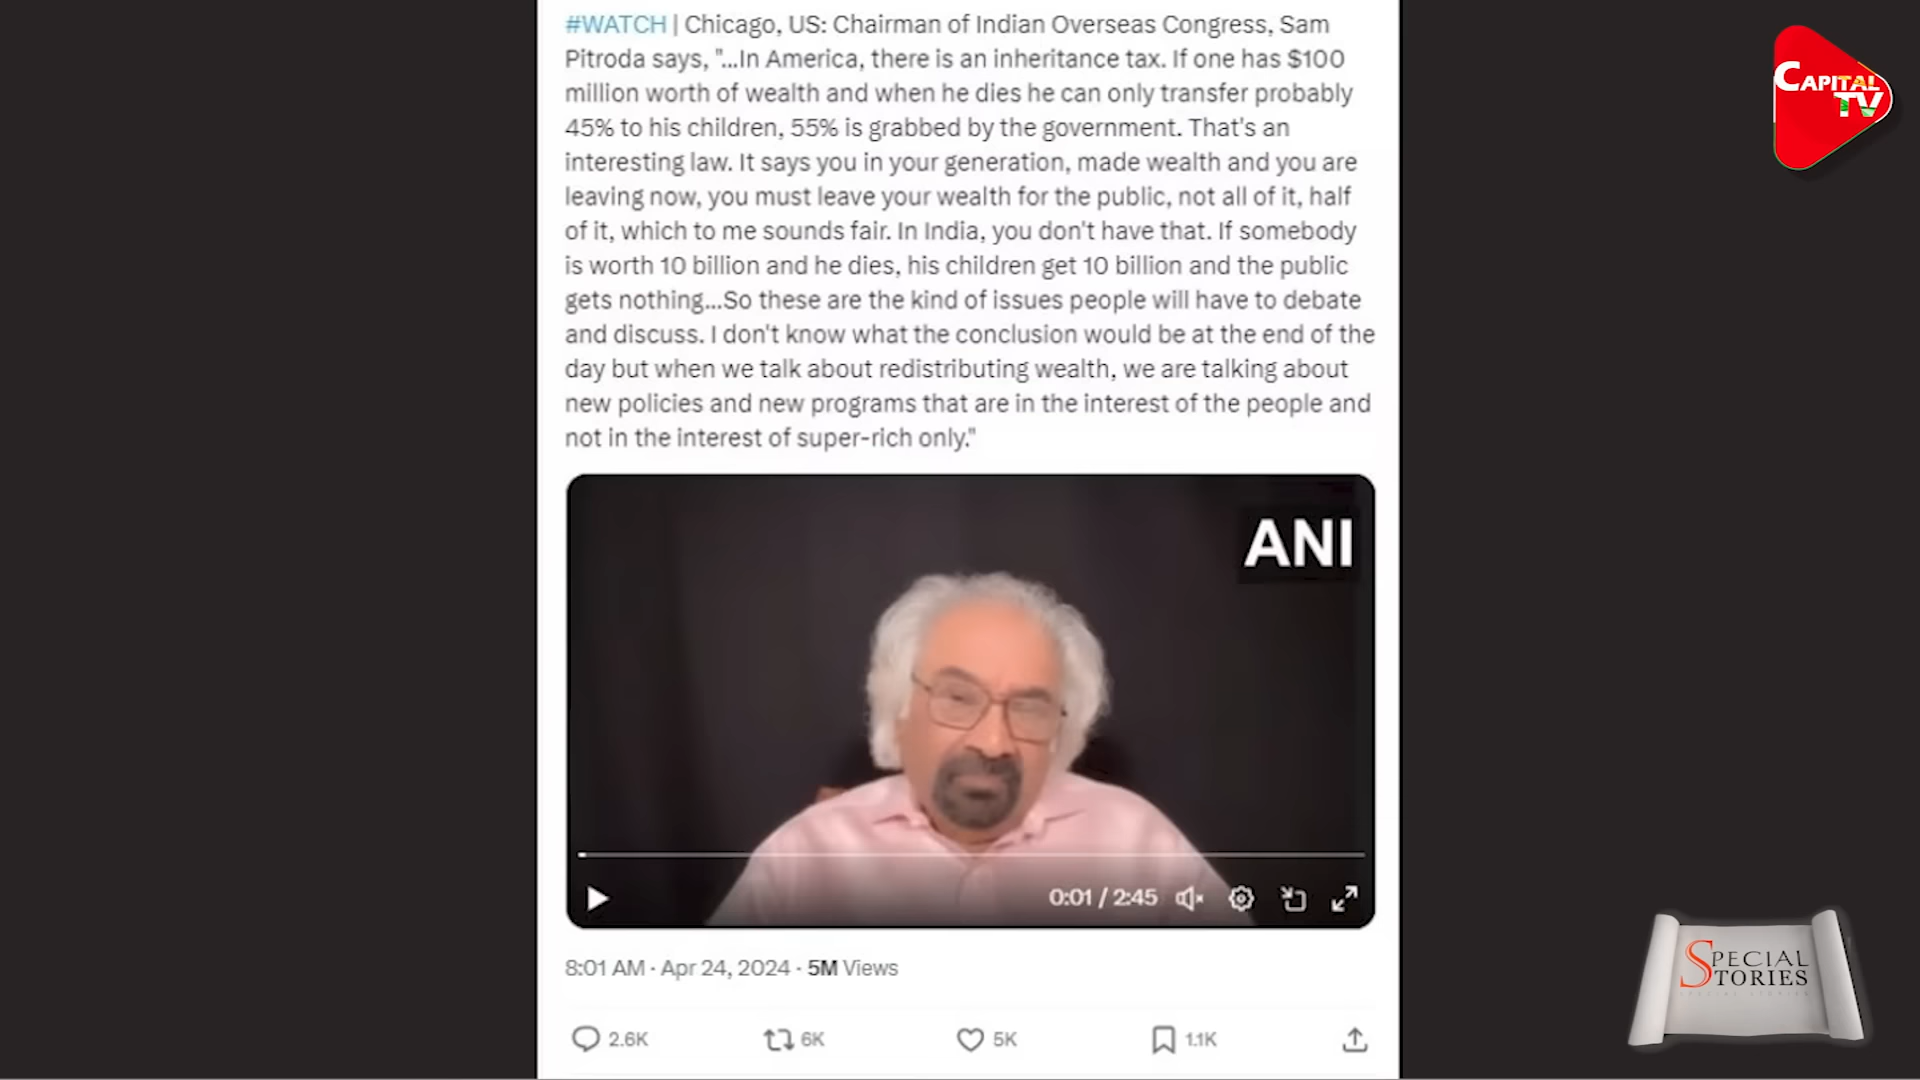 #WATCH | Chicago, US: Chairman of Indian Overseas Congress, Sam
Pitroda says, "...In America, there is an inheritance tax. If one has $100
million worth of wealth and when he dies he can only transfer probably
45% to his children, 55% is grabbed by the government. That's an
interesting law. It says you in your generation, made wealth and you are
leaving now, you must leave your wealth for the public, not all of it, half
of it, which to me sounds fair. In India, you don't have that. If somebody
is worth 10 billion and he dies, his children get 10 billion and the public
gets nothing...So these are the kind of issues people will have to debate
and discuss. I don't know what the conclusion would be at the end of the
day but when we talk about redistributing wealth, we are talking about
new policies and new programs that are in the interest of the people and
not in the interest of super-rich only."
ANI
0:01 / 2:45
8:01 AM · Apr 24, 2024 · 5M Views
2.6K 6K 5K 1.1K
CAPITAL
TV
SPECIAL
STORIES